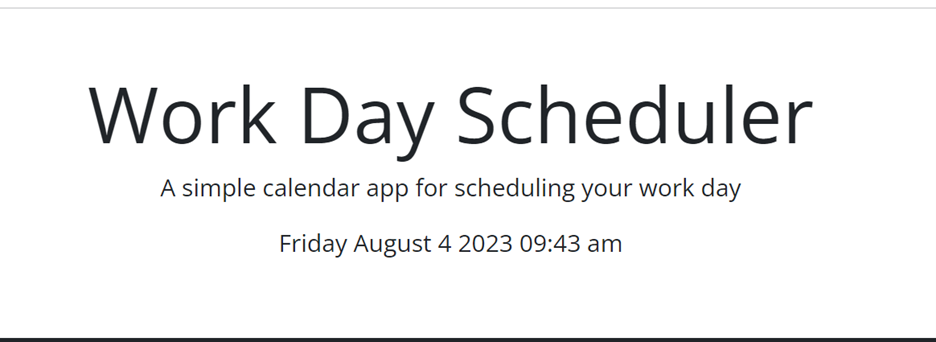 Work Day Scheduler
A simple calendar app for scheduling your work day
Friday August 4 2023 09:43 am